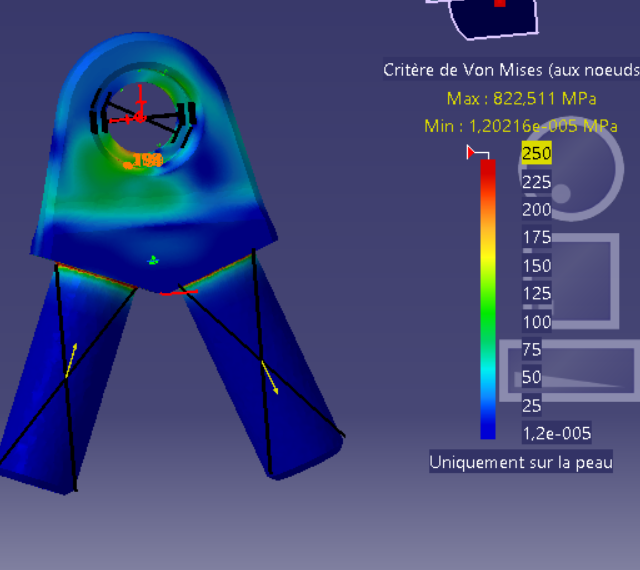 Critère de Von Mises (aux noeuds
Max : 822,511 MPa
Min : 1,20216e-005 MPa
250
225
200
175
150
125
100
75
50
25
1,2e-005
Uniquement sur la peau